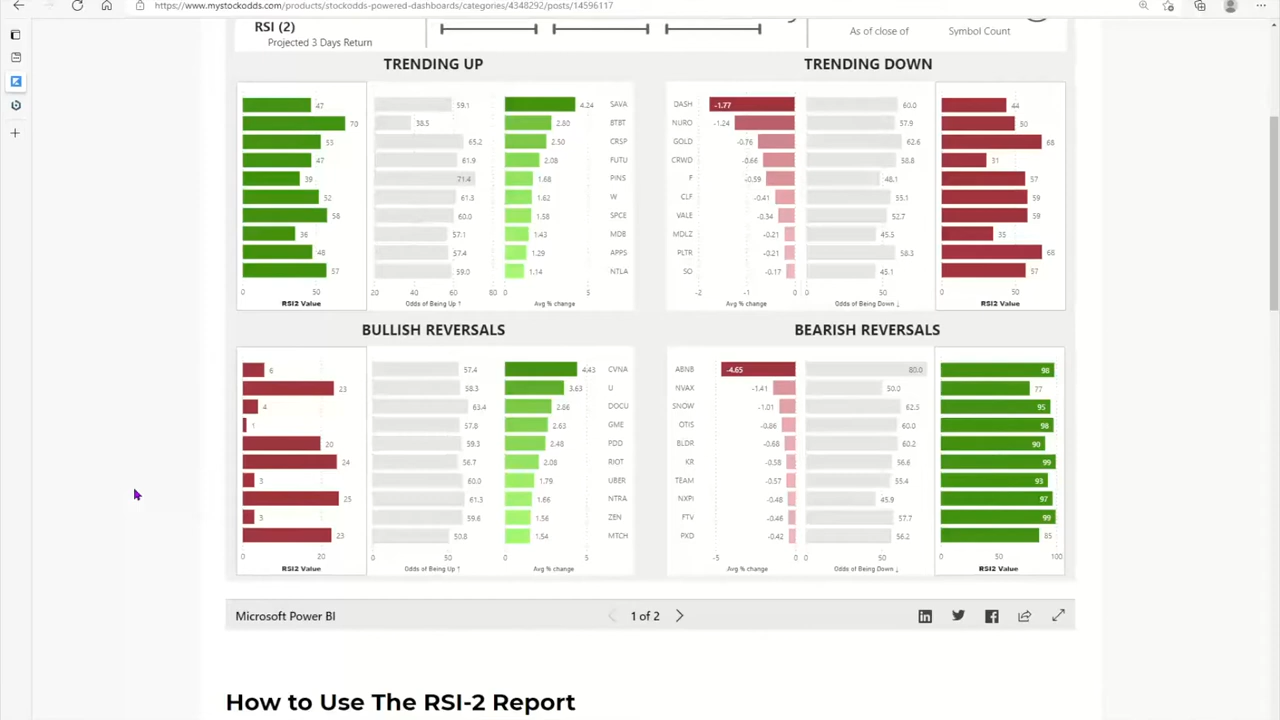 https://www.mystockodds.com/products/stockodds-powered-dashboards/categories/4348292/posts/14596117
RSI (2)
Projected 3 Days Return
As of close of
Symbol Count
TRENDING UP
47 59.1 4.24 SAVA
70 38.5 2.80 BTBT
53 65.2 2.50 CRSP
47 61.9 2.08 FUTU
39 71.4 1.68 PINS
52 61.3 1.62 W
58 60.0 1.58 SPCE
36 57.1 1.43 MDB
48 57.4 1.29 APPS
57 59.0 1.14 NTLA
0 50 20 40 60 80 0 5
RSI2 Value Odds of Being Up ↑ Avg % change
TRENDING DOWN
DASH -1.77 60.0 44
NURO -1.24 57.9 50
GOLD -0.76 62.6 68
CRWD -0.66 58.8 31
F -0.59 48.1 57
CLF -0.41 55.1 59
VALE -0.34 52.7 59
MDLZ -0.21 45.5 35
PLTR -0.21 58.3 68
SO -0.17 45.1 57
-2 -1 0 0 50 0 50
Avg % change Odds of Being Down ↓ RSI2 Value
BULLISH REVERSALS
6 57.4 4.43 CVNA
23 58.3 3.63 U
4 63.4 2.86 DOCU
1 57.8 2.63 GME
20 59.3 2.48 PDD
24 56.7 2.08 RIOT
3 60.0 1.79 UBER
25 61.3 1.66 NTRA
3 59.6 1.56 ZEN
23 50.8 1.54 MTCH
0 20 0 50 0 5
RSI2 Value Odds of Being Up ↑ Avg % change
BEARISH REVERSALS
ABNB -4.65 80.0 98
NVAX -1.41 50.0 77
SNOW -1.01 62.5 95
OTIS -0.86 60.0 98
BLDR -0.68 60.2 90
KR -0.58 56.6 99
TEAM -0.57 55.4 93
NXPI -0.48 45.9 97
FTV -0.46 57.7 99
PXD -0.42 56.2 85
-5 0 0 50 0 50 100
Avg % change Odds of Being Down ↓ RSI2 Value
Microsoft Power BI
1 of 2
How to Use The RSI-2 Report